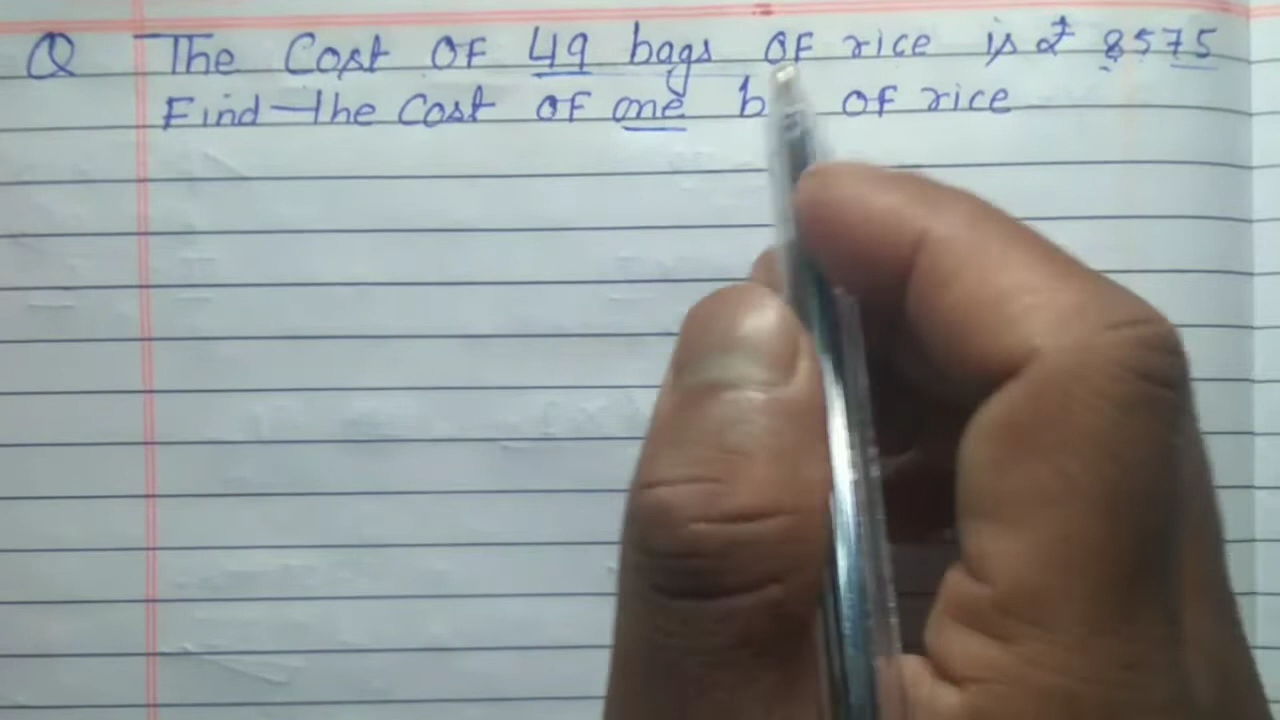 Q The Cost OF 49 bags OF rice is ₹ 8575
Find the Cost OF one OF rice